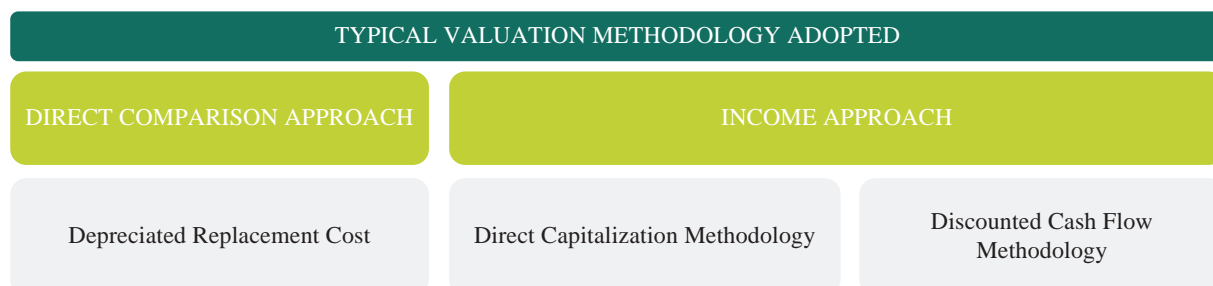 TYPICAL VALUATION METHODOLOGY ADOPTED
DIRECT COMPARISON APPROACH
INCOME APPROACH
Depreciated Replacement Cost
Direct Capitalization Methodology
Discounted Cash Flow
Methodology